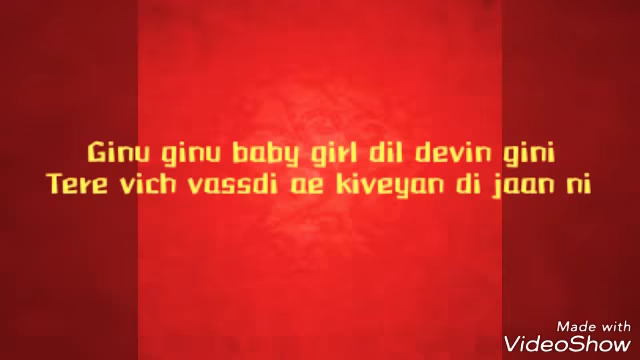 Ginu ginu baby girl dil devin gini
Tere vich vassdi ae kiveyan di jaan ni
Made with
VideoShow